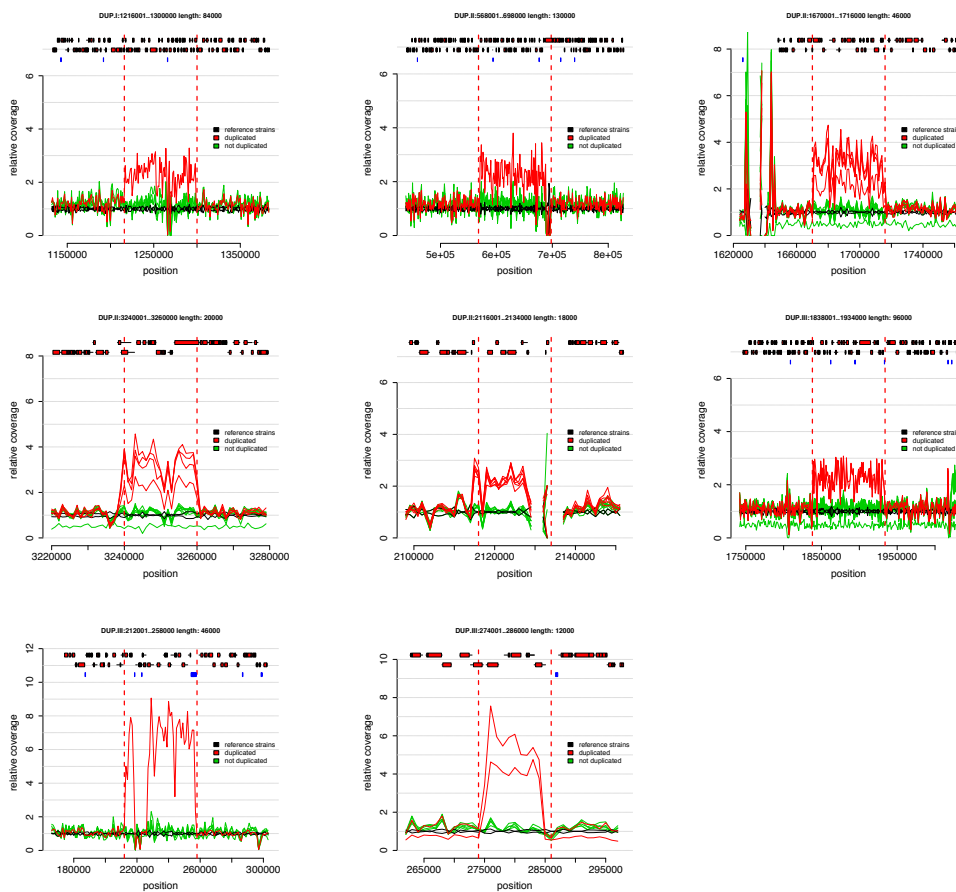 DUP.I:1216001..1300000 length: 84000
6
4
2
0
relative coverage
reference strains
duplicated
not duplicated
1150000 1250000 1350000
position
DUP.II:568001..698000 length: 130000
6
4
2
0
relative coverage
reference strains
duplicated
not duplicated
5e+05 6e+05 7e+05 8e+05
position
DUP.II:1670001..1716000 length: 46000
8
6
4
2
0
relative coverage
reference strains
duplicated
not duplicated
1620000 1660000 1700000 1740000
position
DUP.II:3240001..3260000 length: 20000
8
6
4
2
0
relative coverage
reference strains
duplicated
not duplicated
3220000 3240000 3260000 3280000
position
DUP.II:2116001..2134000 length: 18000
8
6
4
2
0
relative coverage
reference strains
duplicated
not duplicated
2100000 2120000 2140000
position
DUP.III:1838001..1934000 length: 96000
6
4
2
0
relative coverage
reference strains
duplicated
not duplicated
1750000 1850000 1950000
position
DUP.III:212001..258000 length: 46000
12
10
8
6
4
2
0
relative coverage
reference strains
duplicated
not duplicated
180000 220000 260000 300000
position
DUP.III:274001..286000 length: 12000
10
8
6
4
2
0
relative coverage
reference strains
duplicated
not duplicated
265000 275000 285000 295000
position